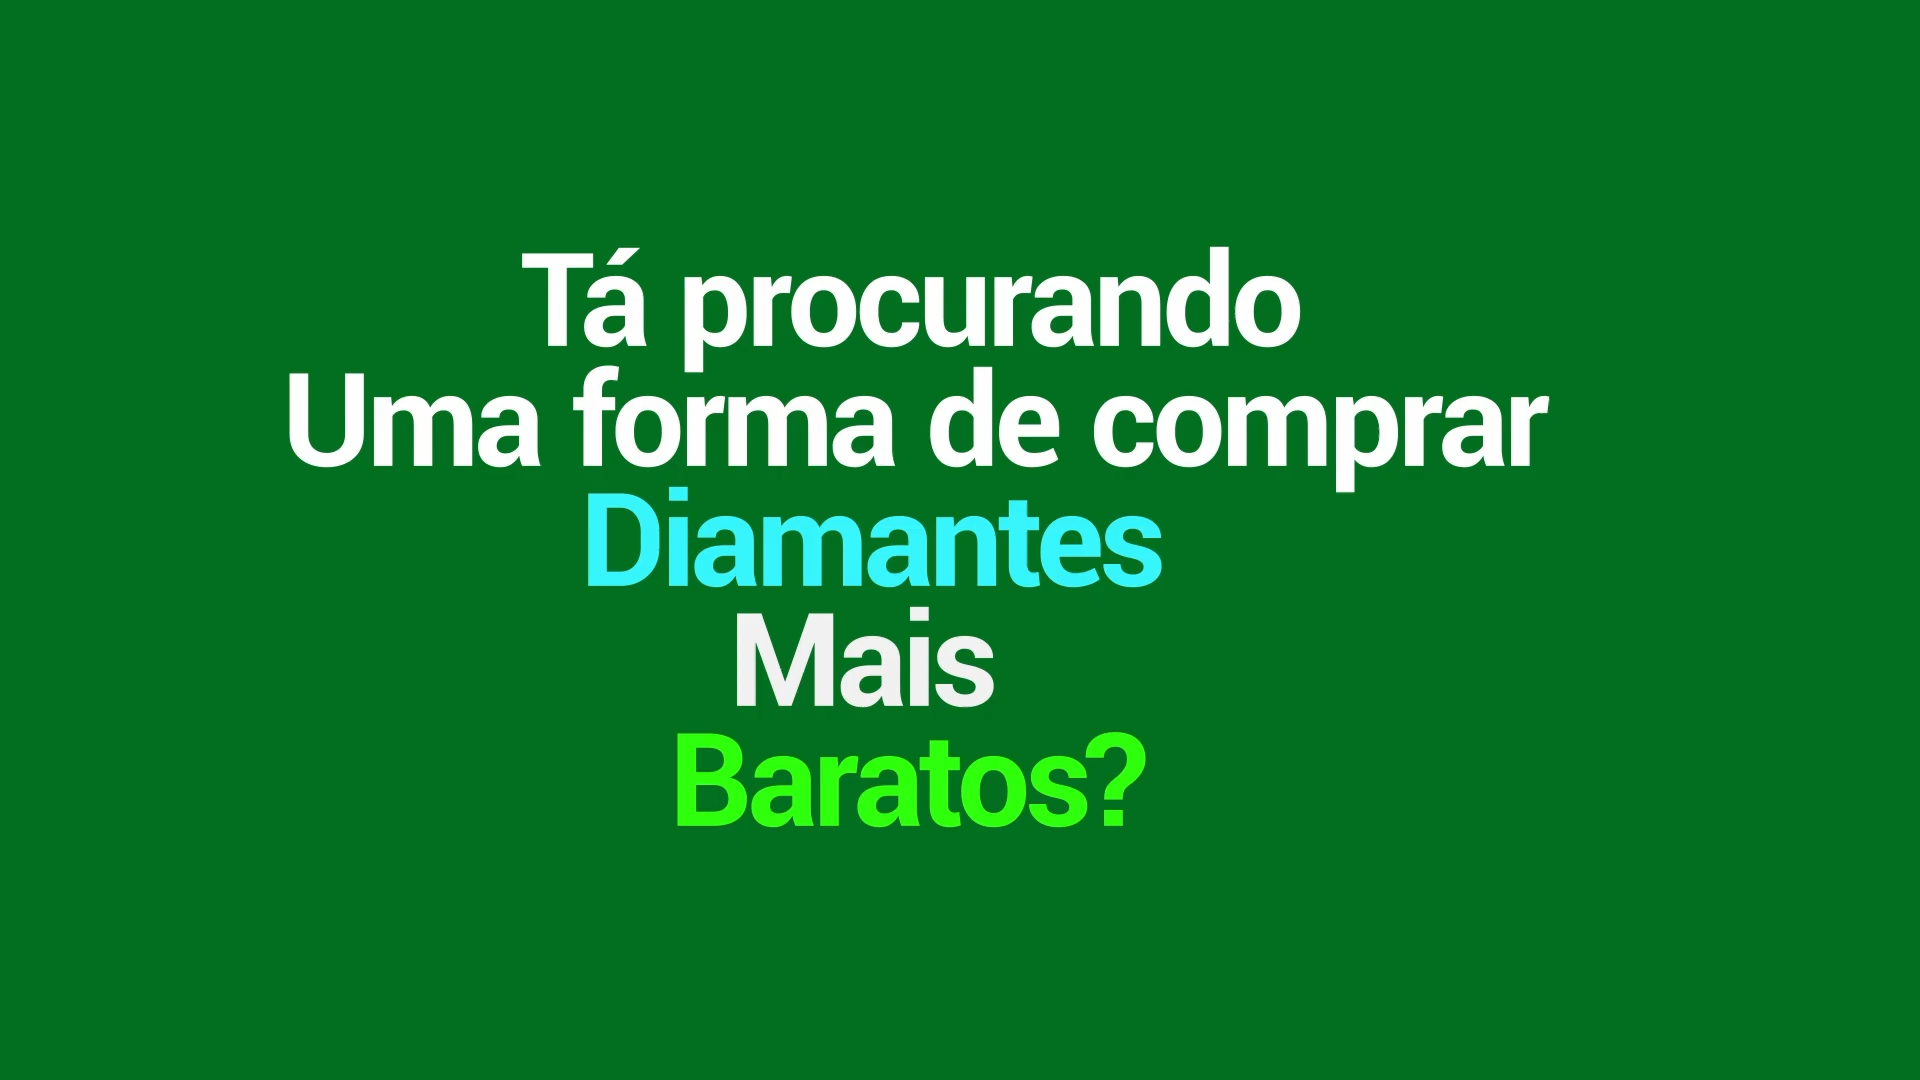 Tá procurando
Uma forma de comprar
Diamantes
Mais
Baratos?